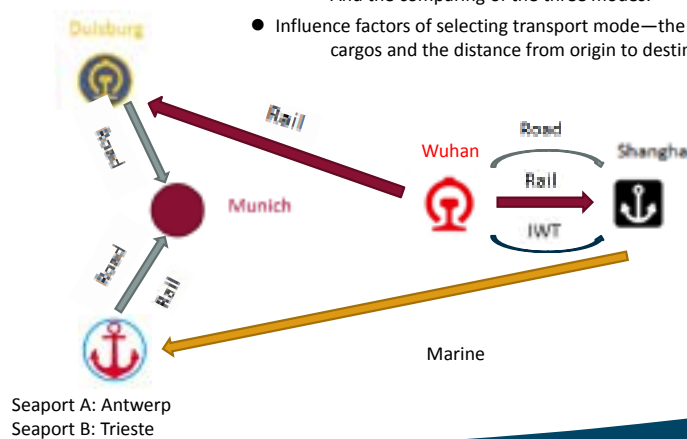 And the comparing of the three modes.
Duisburg
● Influence factors of selecting transport mode—the
cargos and the distance from origin to destin
Rail
Road
Road
Wuhan
Shangha
Rail
Munich
IWT
Road
Rail
Marine
Seaport A: Antwerp
Seaport B: Trieste